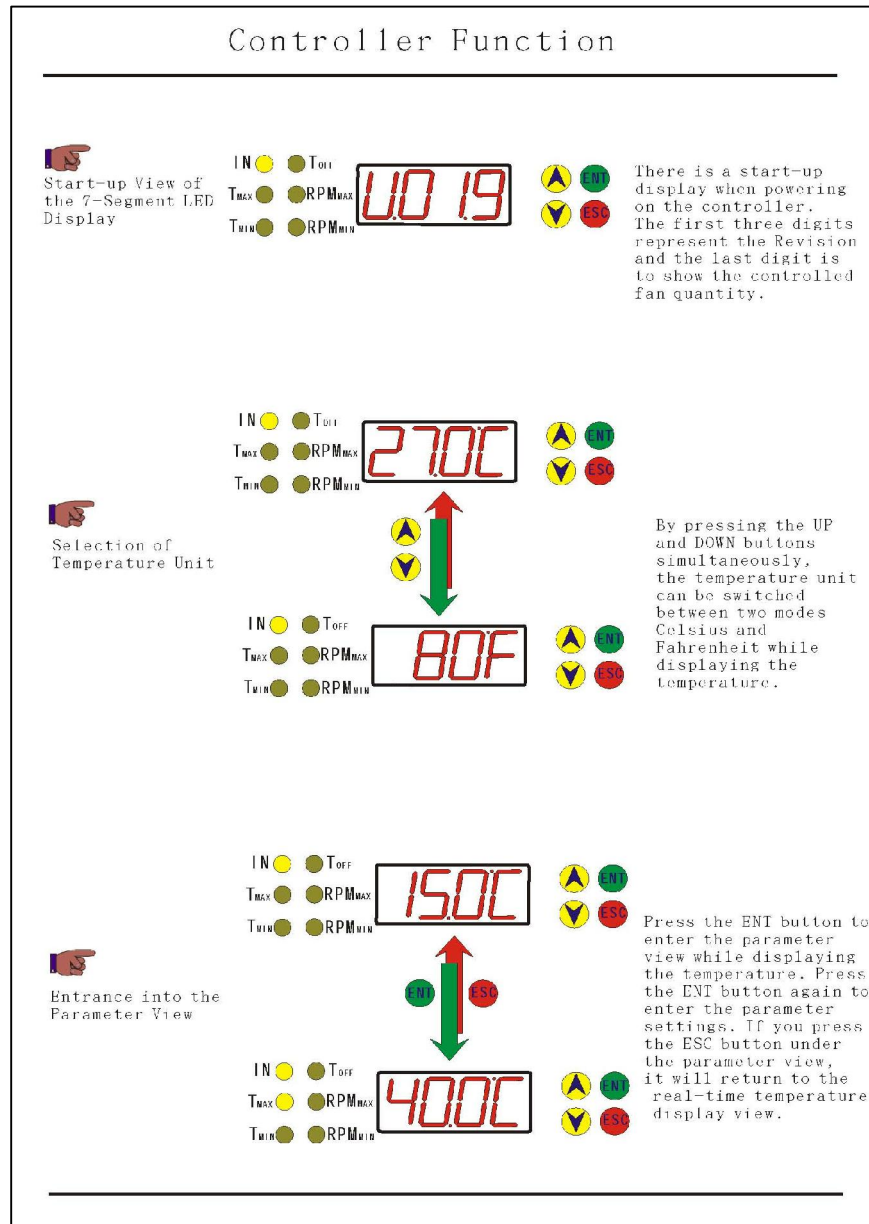 Controller Function
Start-up View of
the 7-Segment LED
Display
IN TOFF
TMAX RPMMAX
TMIN RPMMIN
U.01.9
ENT
ESC
There is a start-up
display when powering
on the controller.
The first three digits
represent the Revision
and the last digit is
to show the controlled
fan quantity.
Selection of
Temperature Unit
IN TOFF
TMAX RPMMAX
TMIN RPMMIN
27.0°C
ENT
ESC
IN TOFF
TMAX RPMMAX
TMIN RPMMIN
80°F
ENT
ESC
By pressing the UP
and DOWN buttons
simultaneously,
the temperature unit
can be switched
between two modes
Celsius and
Fahrenheit while
displaying the
temperature.
Entrance into the
Parameter View
IN TOFF
TMAX RPMMAX
TMIN RPMMIN
15.0°C
ENT
ESC
ENT ESC
IN TOFF
TMAX RPMMAX
TMIN RPMMIN
40.0°C
ENT
ESC
Press the ENT button to
enter the parameter
view while displaying
the temperature. Press
the ENT button again to
enter the parameter
settings. If you press
the ESC button under
the parameter view,
it will return to the
real-time temperature
display view.